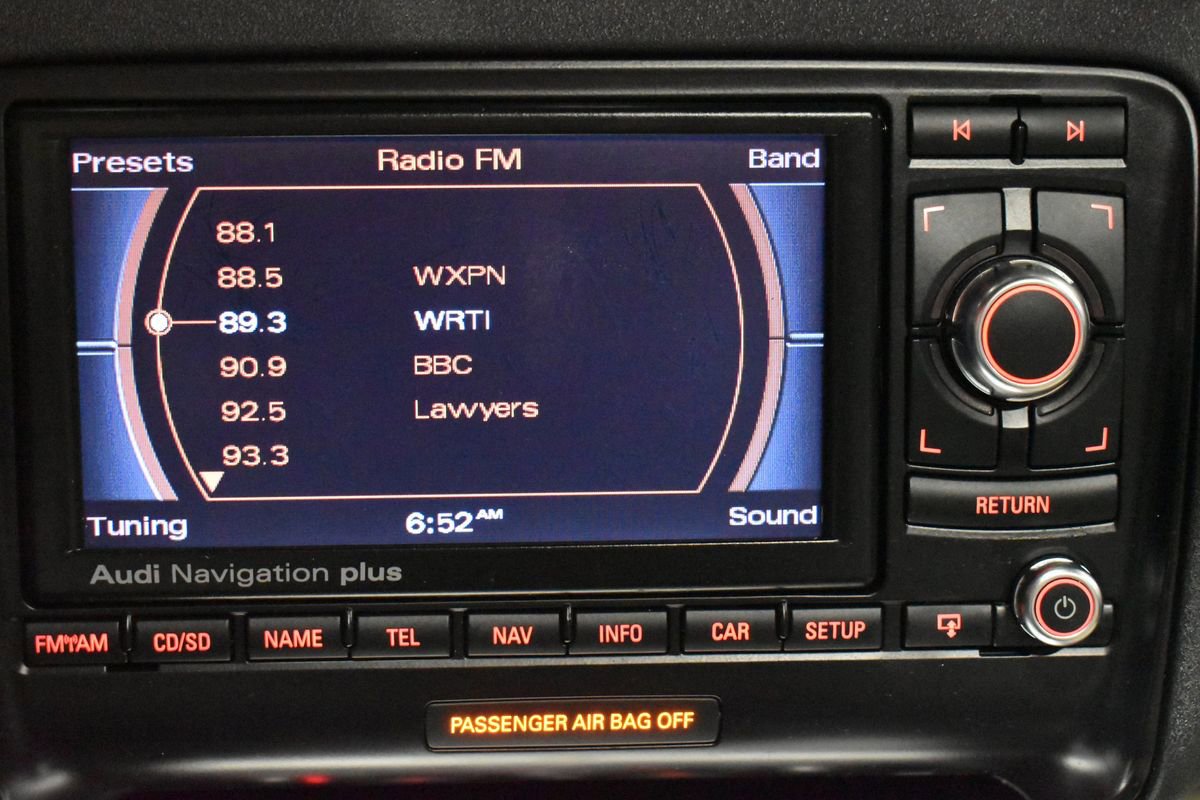 Presets Radio FM Band
88.1
88.5 WXPN
89.3 WRTI
90.9 BBC
92.5 Lawyers
93.3
Tuning 6:52 AM Sound
Audi Navigation plus
RETURN
FM AM CD/SD NAME TEL NAV INFO CAR SETUP
PASSENGER AIR BAG OFF